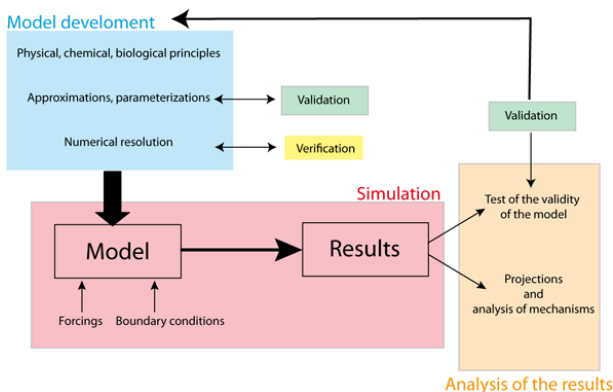 Model develoment
Physical, chemical, biological principles
Approximations, parameterizations
Validation
Numerical resolution
Verification
Validation
Simulation
Model
Results
Forcings
Boundary conditions
Test of the validity
of the model
Projections
and
analysis of mechanisms
Analysis of the results